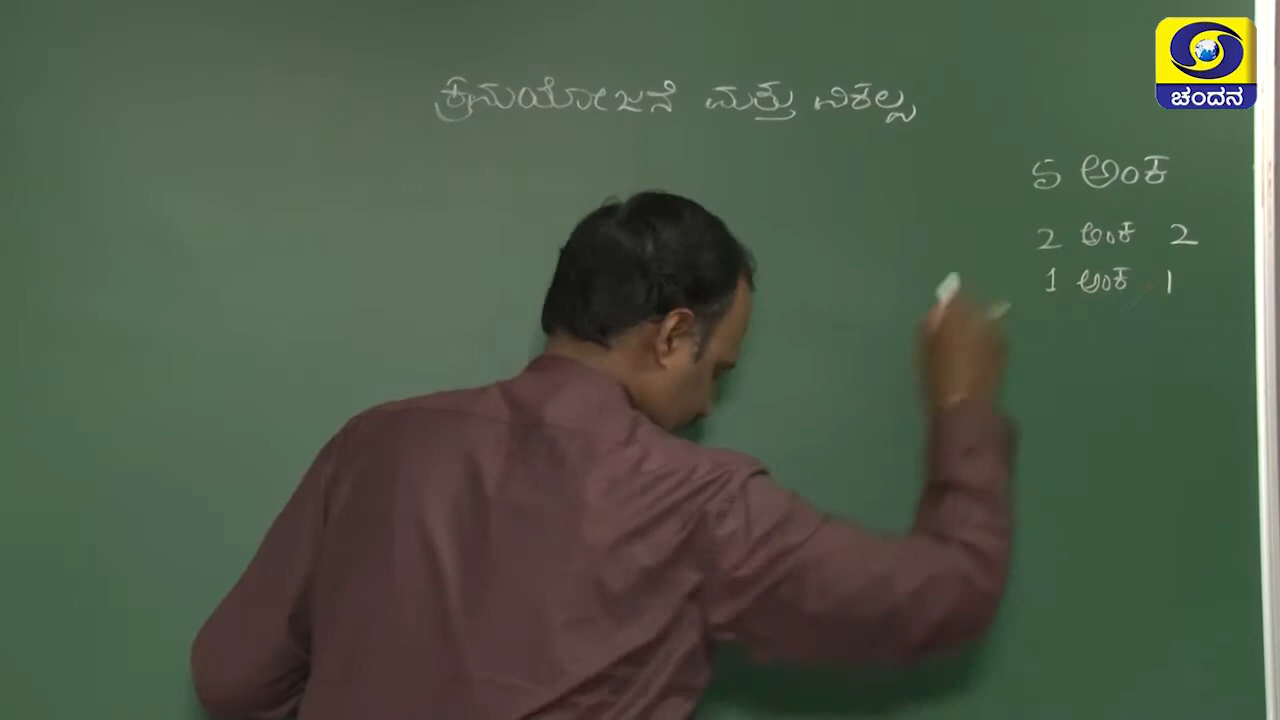 ಕ್ರಮಯೋಜನೆ ಮತ್ತು ವಿಕಲ್ಪ
ಚಂದನ
5 ಅಂಕ
2 ಅಂಕ 2
1 ಅಂಕ 1